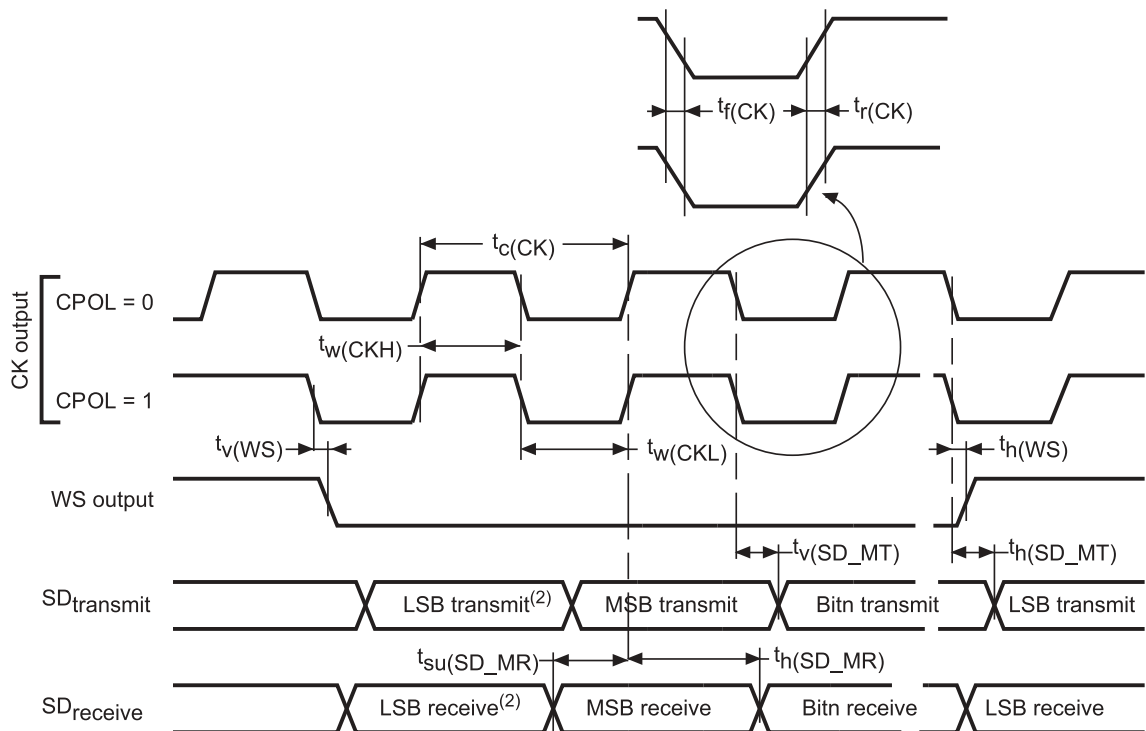 tf(CK) tr(CK)
tc(CK)
CK output
CPOL = 0
tw(CKH)
CPOL = 1
tv(WS) tw(CKL) th(WS)
WS output
tv(SD_MT) th(SD_MT)
SDtransmit LSB transmit(2) MSB transmit Bitn transmit LSB transmit
tsu(SD_MR) th(SD_MR)
SDreceive LSB receive(2) MSB receive Bitn receive LSB receive